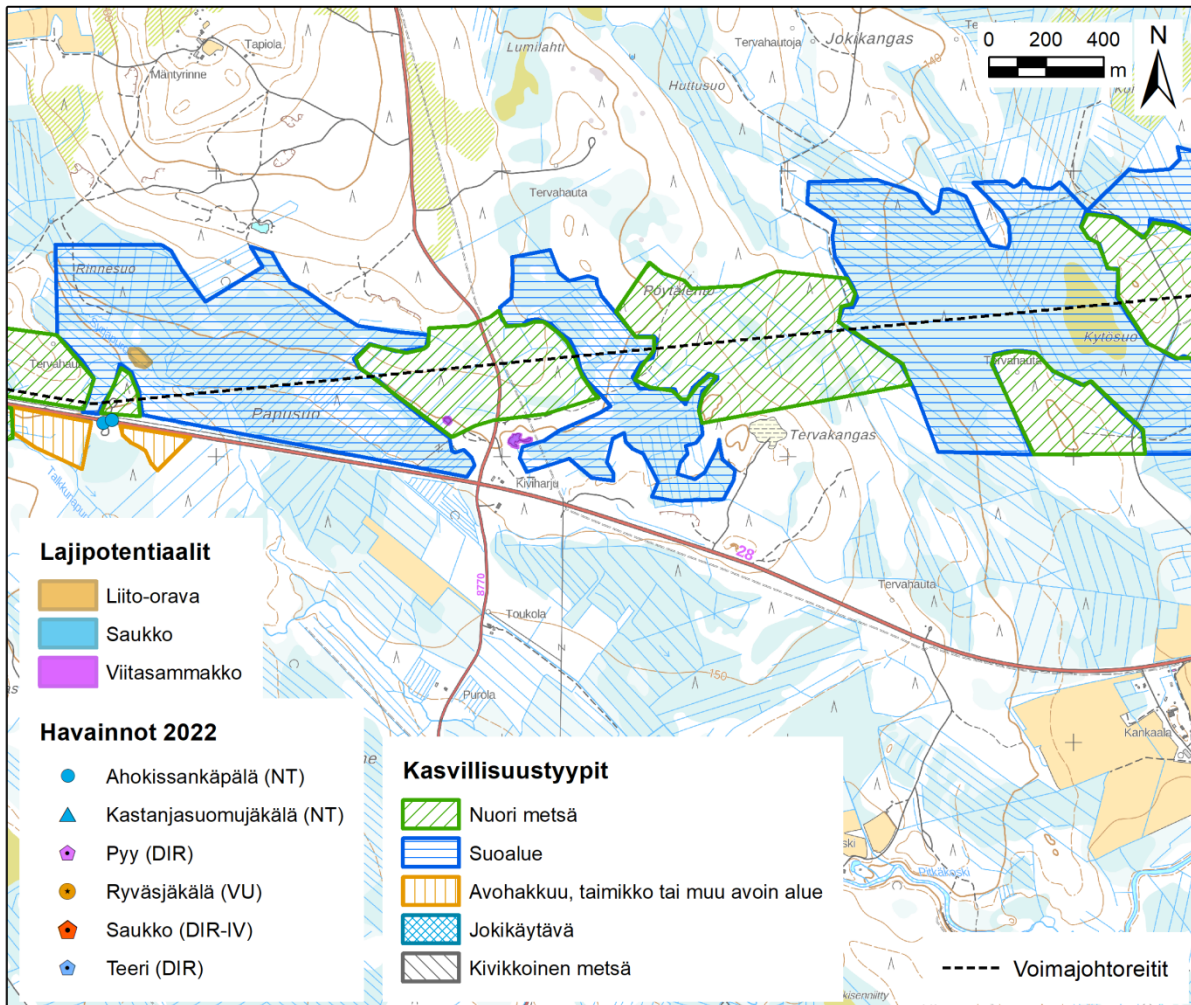 Tapiola
Mäntyrinne
Lumilahti
Tervahautoja
Jokikangas
Huttusuo
140
0 200 400
m
N
Tervahauta
Rinnesuo
Pöytälehto
Tervahauta
Kytösuo
Papusuo
Tervakangas
Kiviharju
28
8770
Tervahauta
Toukola
150
Purola
Kankaala
Pitkäkoski
Lajipotentiaalit
Liito-orava
Saukko
Viitasammakko
Havainnot 2022
Ahokissankäpälä (NT)
Kastanjasuomujäkälä (NT)
Pyy (DIR)
Ryväsjäkälä (VU)
Saukko (DIR-IV)
Teeri (DIR)
Kasvillisuustyypit
Nuori metsä
Suoalue
Avohakkuu, taimikko tai muu avoin alue
Jokikäytävä
Kivikkoinen metsä
Voimajohtoreitit